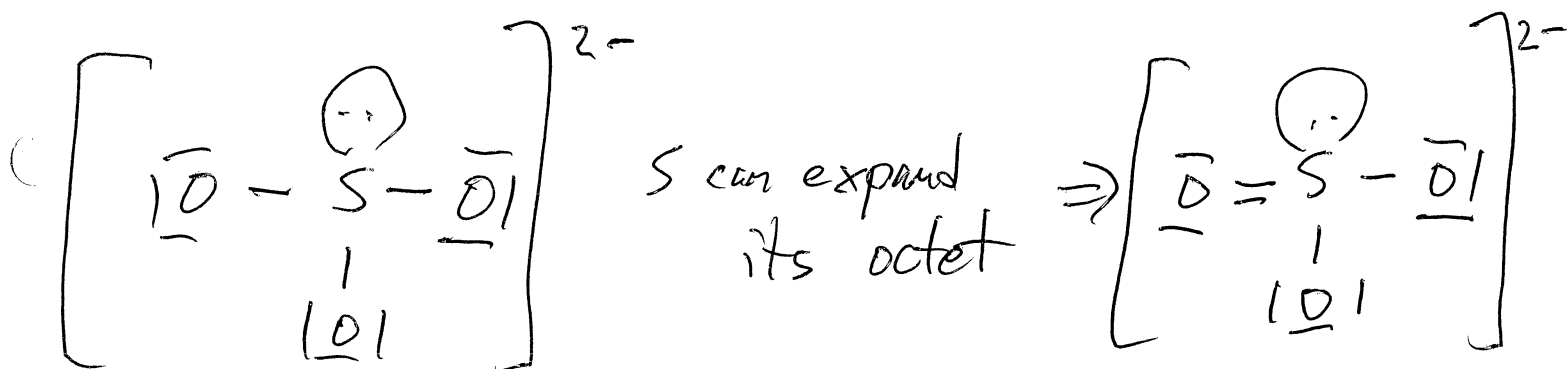 [ |O̅ - S̈ - O̅| ]²⁻
|
|O|
S can expand
its octet
⇒ [ O̅ = S̈ - O̅| ]²⁻
|
|O|